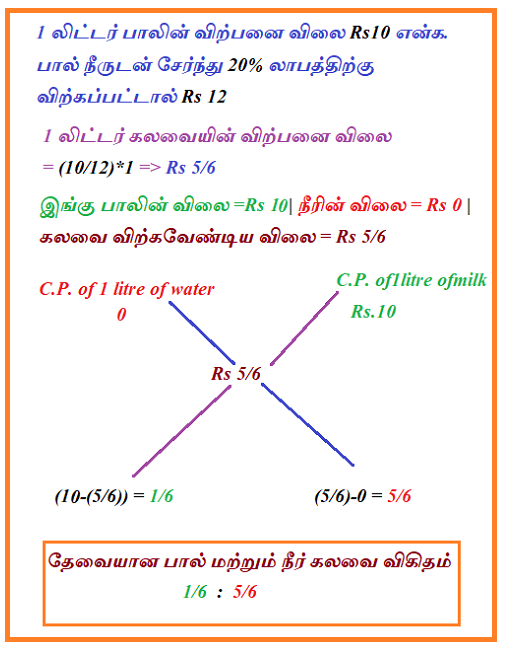 1 லிட்டர் பாலின் விற்பனை விலை Rs10 என்க.
பால் நீருடன் சேர்ந்து 20% லாபத்திற்கு
விற்கப்பட்டால் Rs 12
1 லிட்டர் கலவையின் விற்பனை விலை
= (10/12)*1 => Rs 5/6
இங்கு பாலின் விலை =Rs 10| நீரின் விலை = Rs 0 |
கலவை விற்கவேண்டிய விலை = Rs 5/6
C.P. of 1 litre of water
0
C.P. of1litre ofmilk
Rs.10
Rs 5/6
(10-(5/6)) = 1/6
(5/6)-0 = 5/6
தேவையான பால் மற்றும் நீர் கலவை விகிதம்
1/6 : 5/6